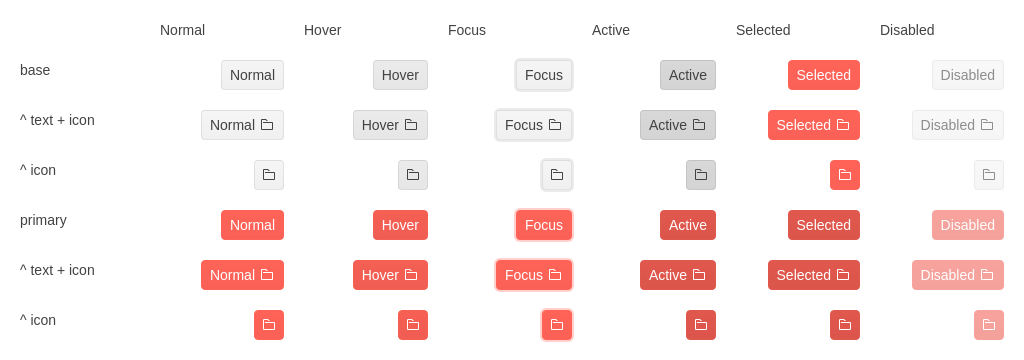 Normal Hover Focus Active Selected Disabled
base Normal Hover Focus Active Selected Disabled
^ text + icon Normal Hover Focus Active Selected Disabled
^ icon
primary Normal Hover Focus Active Selected Disabled
^ text + icon Normal Hover Focus Active Selected Disabled
^ icon